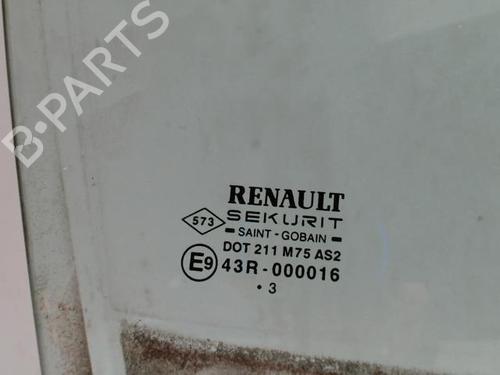 B-PARTS
RENAULT
573
SEKURIT
SAINT - GOBAIN
DOT 211 M75 AS2
E9 43R-000016
. 3